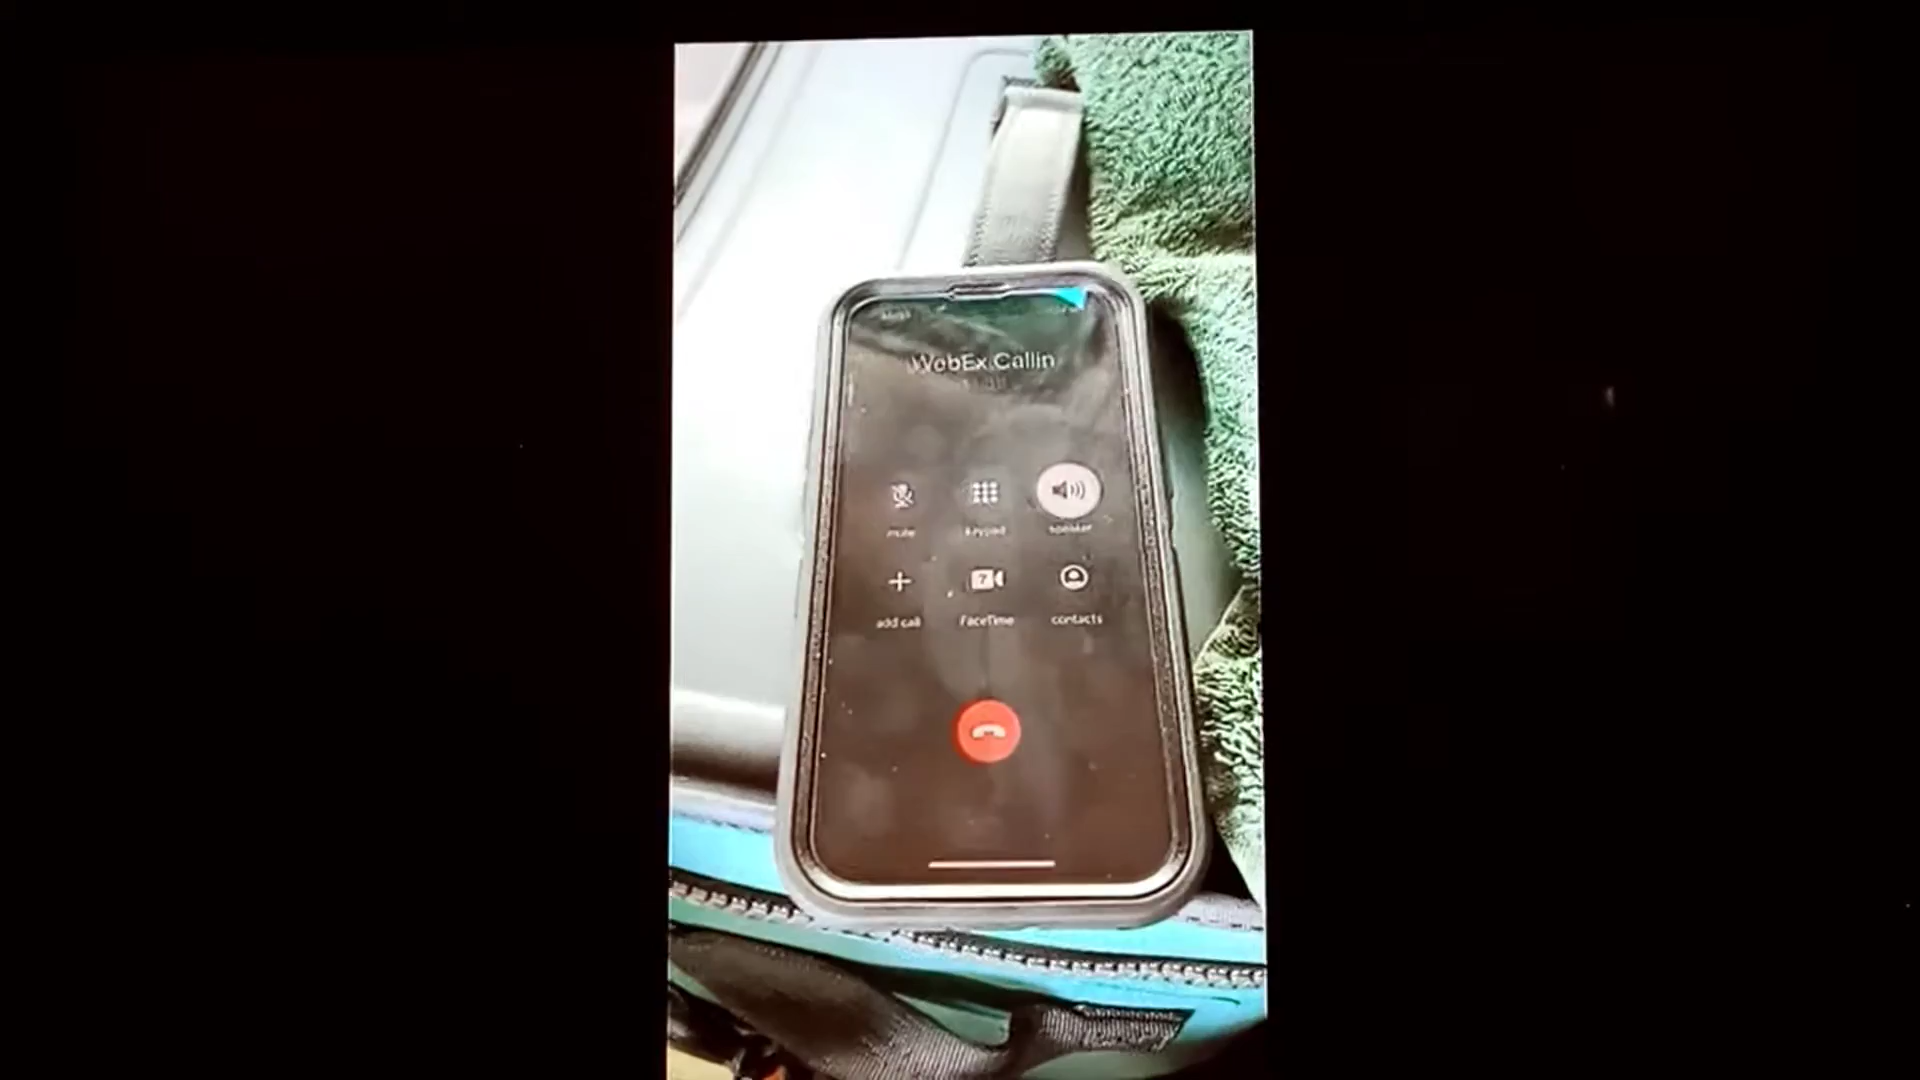 WebEx Callin
mute
keypad
speaker
add call
FaceTime
contacts